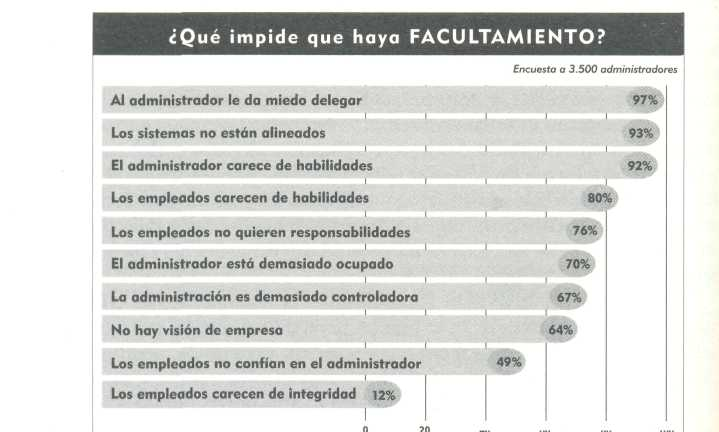 ¿Qué impide que haya FACULTAMIENTO?
Encuesta a 3.500 administradores
Al administrador le da miedo delegar 97%
Los sistemas no están alineados 93%
El administrador carece de habilidades 92%
Los empleados carecen de habilidades 80%
Los empleados no quieren responsabilidades 76%
El administrador está demasiado ocupado 70%
La administración es demasiado controladora 67%
No hay visión de empresa 64%
Los empleados no confían en el administrador 49%
Los empleados carecen de integridad 12%
0 20